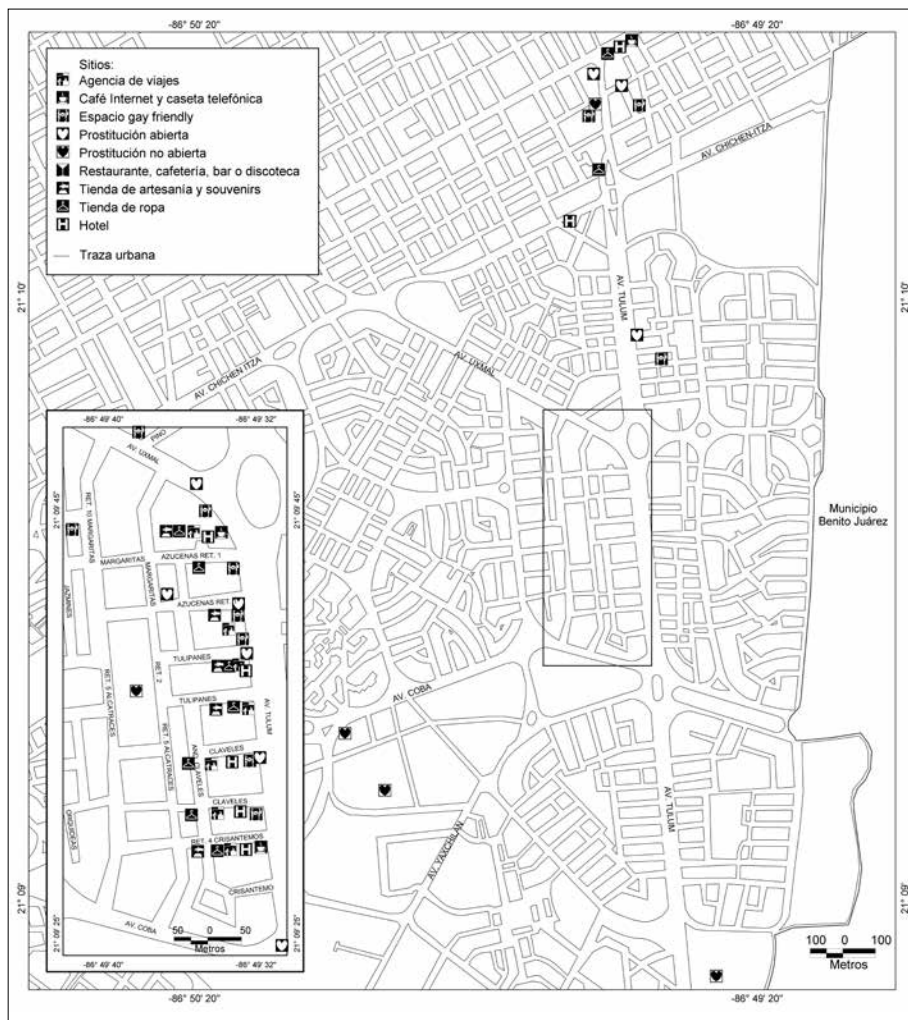 -86° 50' 20"
-86° 49' 20"
Sitios:
Agencia de viajes
Café Internet y caseta telefónica
Espacio gay friendly
Prostitución abierta
Prostitución no abierta
Restaurante, cafetería, bar o discoteca
Tienda de artesanía y souvenirs
Tienda de ropa
Hotel
Traza urbana
AV. CHICHEN-ITZA
21° 10'
21° 10'
AV. TULUM
AV. UXMAL
AV. CHICHEN ITZA
Municipio
Benito Juárez
-86° 49' 40"
-86° 49' 32"
PINO
AV. UXMAL
21° 09' 45"
21° 09' 45"
RET. 10 MARGARITAS
AZUCENAS RET. 1
MARGARITAS
MARGARITAS
JAZMINES
AZUCENAS RET
TULIPANES
RET. 2
RET. 5 ALCATRACES
TULIPANES
AV. TULUM
RET. 5 ALCATRACES
CLAVELES
CLAVELES
CLAVELES
ORQUIDEAS
RET. 4 CRISANTEMOS
CRISANTEMO
AV. COBA
21° 09' 25"
21° 09' 25"
50 0 50
Metros
-86° 49' 40"
-86° 49' 32"
AV. COBA
AV. YAXCHILAN
AV. TULUM
21° 09'
21° 09'
100 0 100
Metros
-86° 50' 20"
-86° 49' 20"